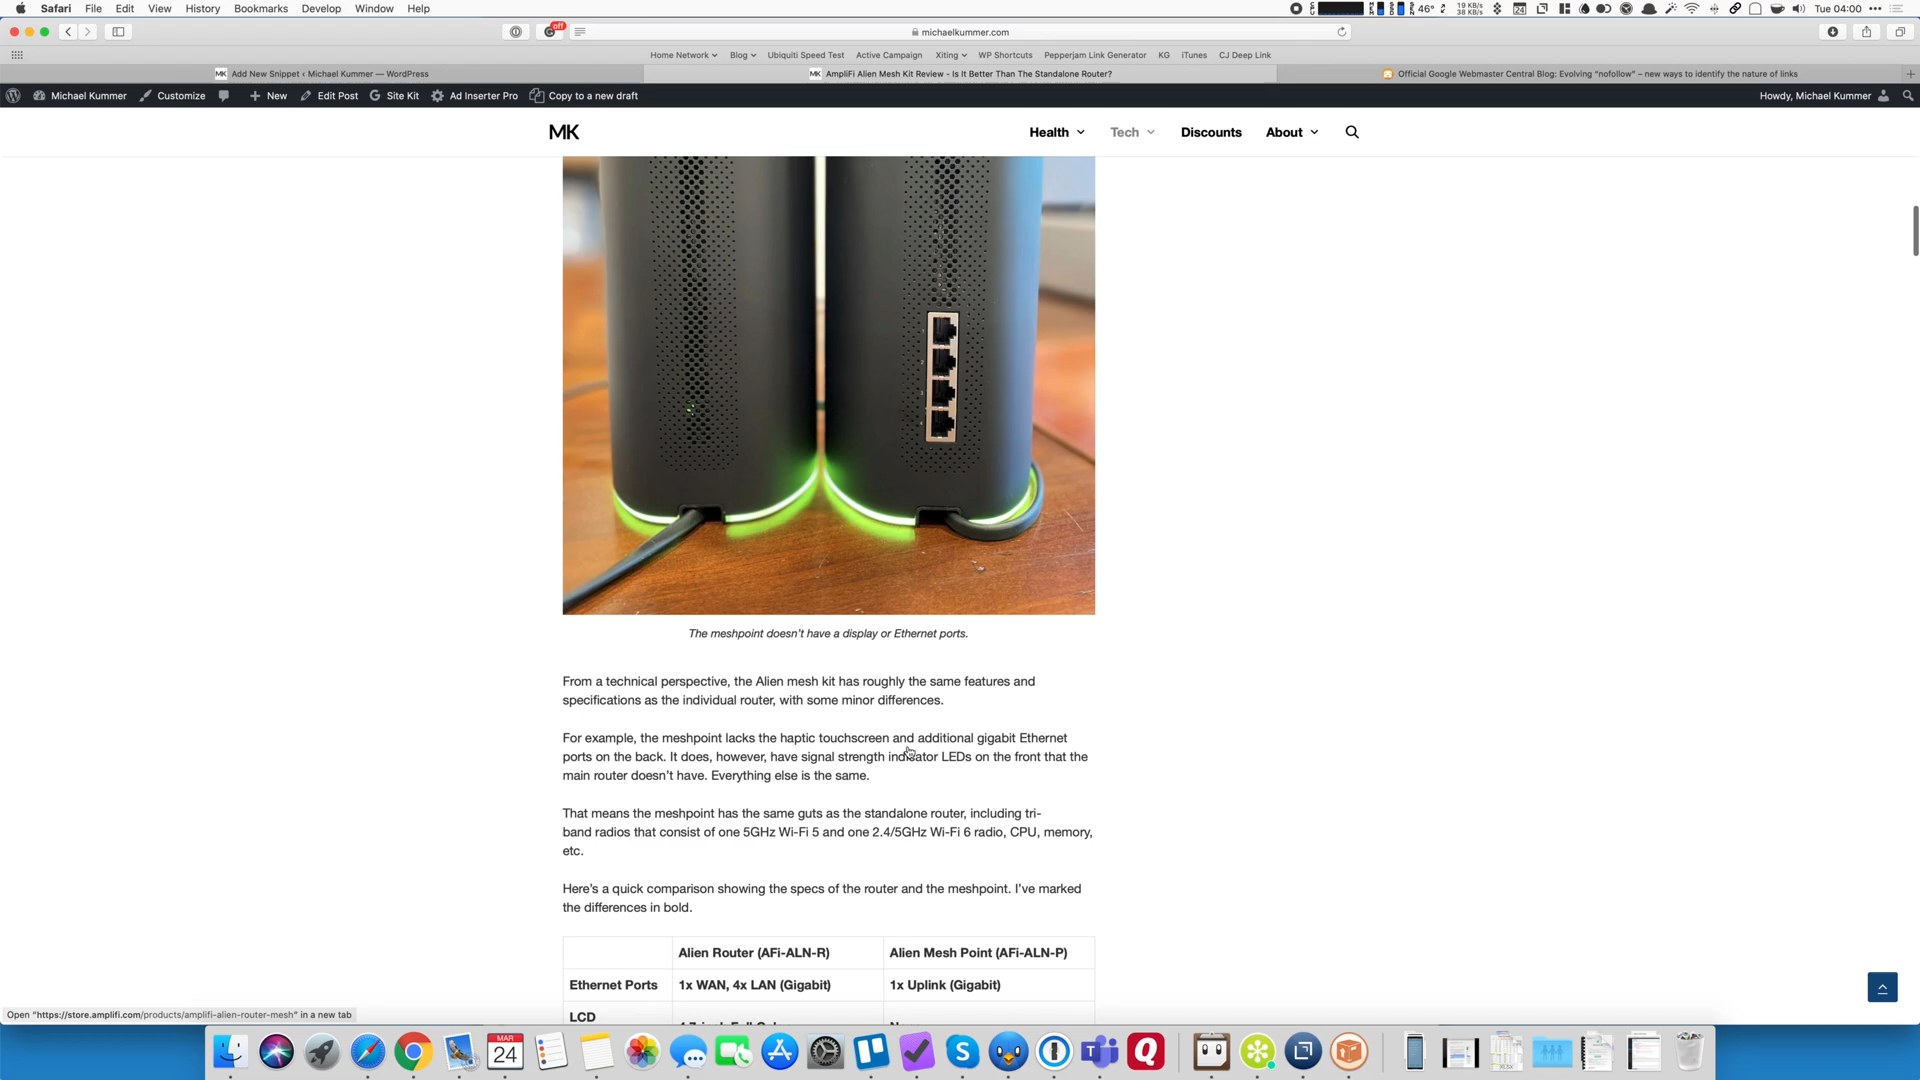 Safari File Edit View History Bookmarks Develop Window Help
46° 19 KB/s 38 KB/s 24 Tue 04:00
off
michaelkummer.com
Home Network Blog Ubiquiti Speed Test Active Campaign Xiting WP Shortcuts Pepperjam Link Generator KG iTunes CJ Deep Link
MK Add New Snippet ‹ Michael Kummer — WordPress
MK AmpliFi Alien Mesh Kit Review - Is It Better Than The Standalone Router?
Official Google Webmaster Central Blog: Evolving “nofollow” – new ways to identify the nature of links
Michael Kummer Customize New Edit Post Site Kit Ad Inserter Pro Copy to a new draft Howdy, Michael Kummer
MK Health Tech Discounts About
The meshpoint doesn’t have a display or Ethernet ports.
From a technical perspective, the Alien mesh kit has roughly the same features and
specifications as the individual router, with some minor differences.
For example, the meshpoint lacks the haptic touchscreen and additional gigabit Ethernet
ports on the back. It does, however, have signal strength indicator LEDs on the front that the
main router doesn’t have. Everything else is the same.
That means the meshpoint has the same guts as the standalone router, including tri-
band radios that consist of one 5GHz Wi-Fi 5 and one 2.4/5GHz Wi-Fi 6 radio, CPU, memory,
etc.
Here’s a quick comparison showing the specs of the router and the meshpoint. I’ve marked
the differences in bold.
Alien Router (AFi-ALN-R) Alien Mesh Point (AFi-ALN-P)
Ethernet Ports 1x WAN, 4x LAN (Gigabit) 1x Uplink (Gigabit)
LCD
Open “https://store.amplifi.com/products/amplifi-alien-router-mesh” in a new tab
MAR
24